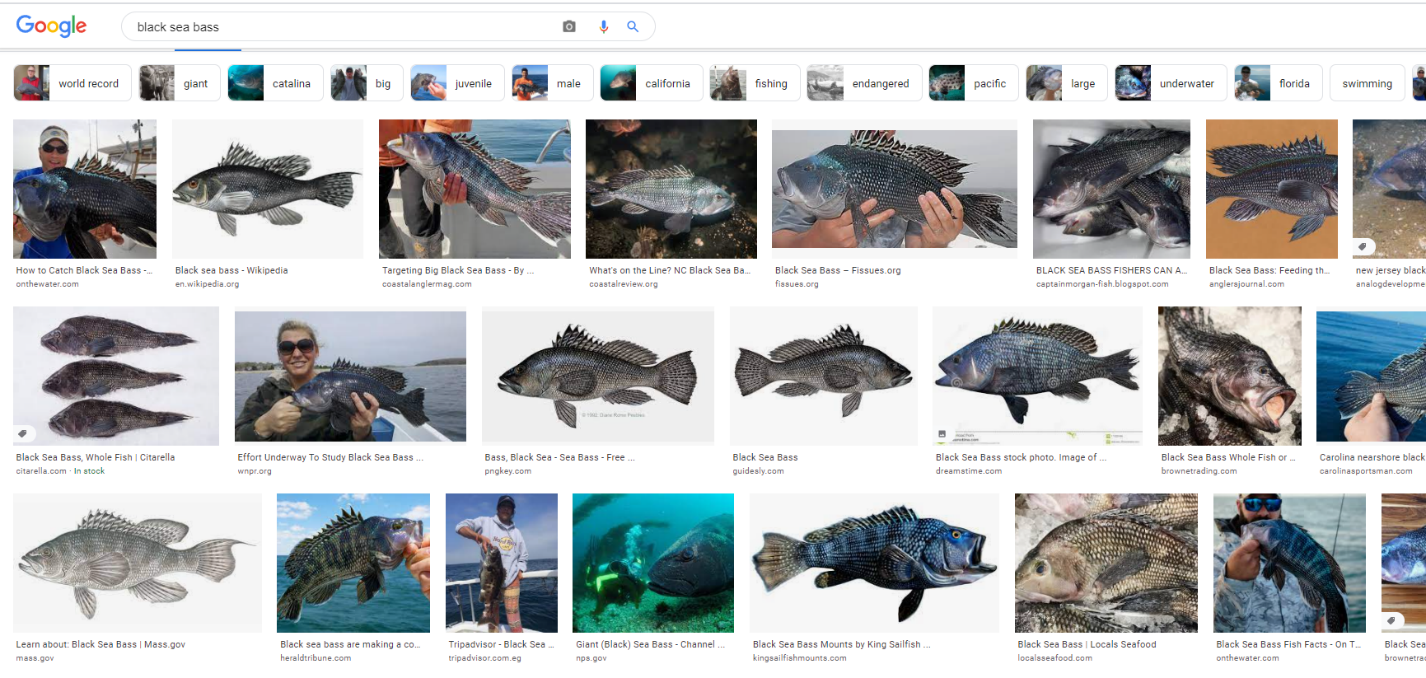 Google
black sea bass
world record
giant
catalina
big
juvenile
male
california
fishing
endangered
pacific
large
underwater
florida
swimming
How to Catch Black Sea Bass -...
onthewater.com
Black sea bass - Wikipedia
en.wikipedia.org
Targeting Big Black Sea Bass - By ...
coastalanglermag.com
What's on the Line? NC Black Sea Ba...
coastalreview.org
Black Sea Bass – Fissues.org
fissues.org
BLACK SEA BASS FISHERS CAN A...
captainmorgan-fish.blogspot.com
Black Sea Bass: Feeding th...
anglersjournal.com
new jersey black
analogdevelopme
Black Sea Bass, Whole Fish | Citarella
citarella.com · In stock
Effort Underway To Study Black Sea Bass ...
wnpr.org
Bass, Black Sea - Sea Bass - Free ...
pngkey.com
Black Sea Bass
guidesly.com
Black Sea Bass stock photo. Image of ...
dreamstime.com
Black Sea Bass Whole Fish or ...
brownetrading.com
Carolina nearshore black
carolinasportsman.com
Learn about: Black Sea Bass | Mass.gov
mass.gov
Black sea bass are making a co...
heraldtribune.com
Tripadvisor - Black Sea ...
tripadvisor.com.eg
Giant (Black) Sea Bass - Channel ...
nps.gov
Black Sea Bass Mounts by King Sailfish ...
kingsailfishmounts.com
Black Sea Bass | Locals Seafood
localsseafood.com
Black Sea Bass Fish Facts - On T...
onthewater.com
Black Sea
brownetra